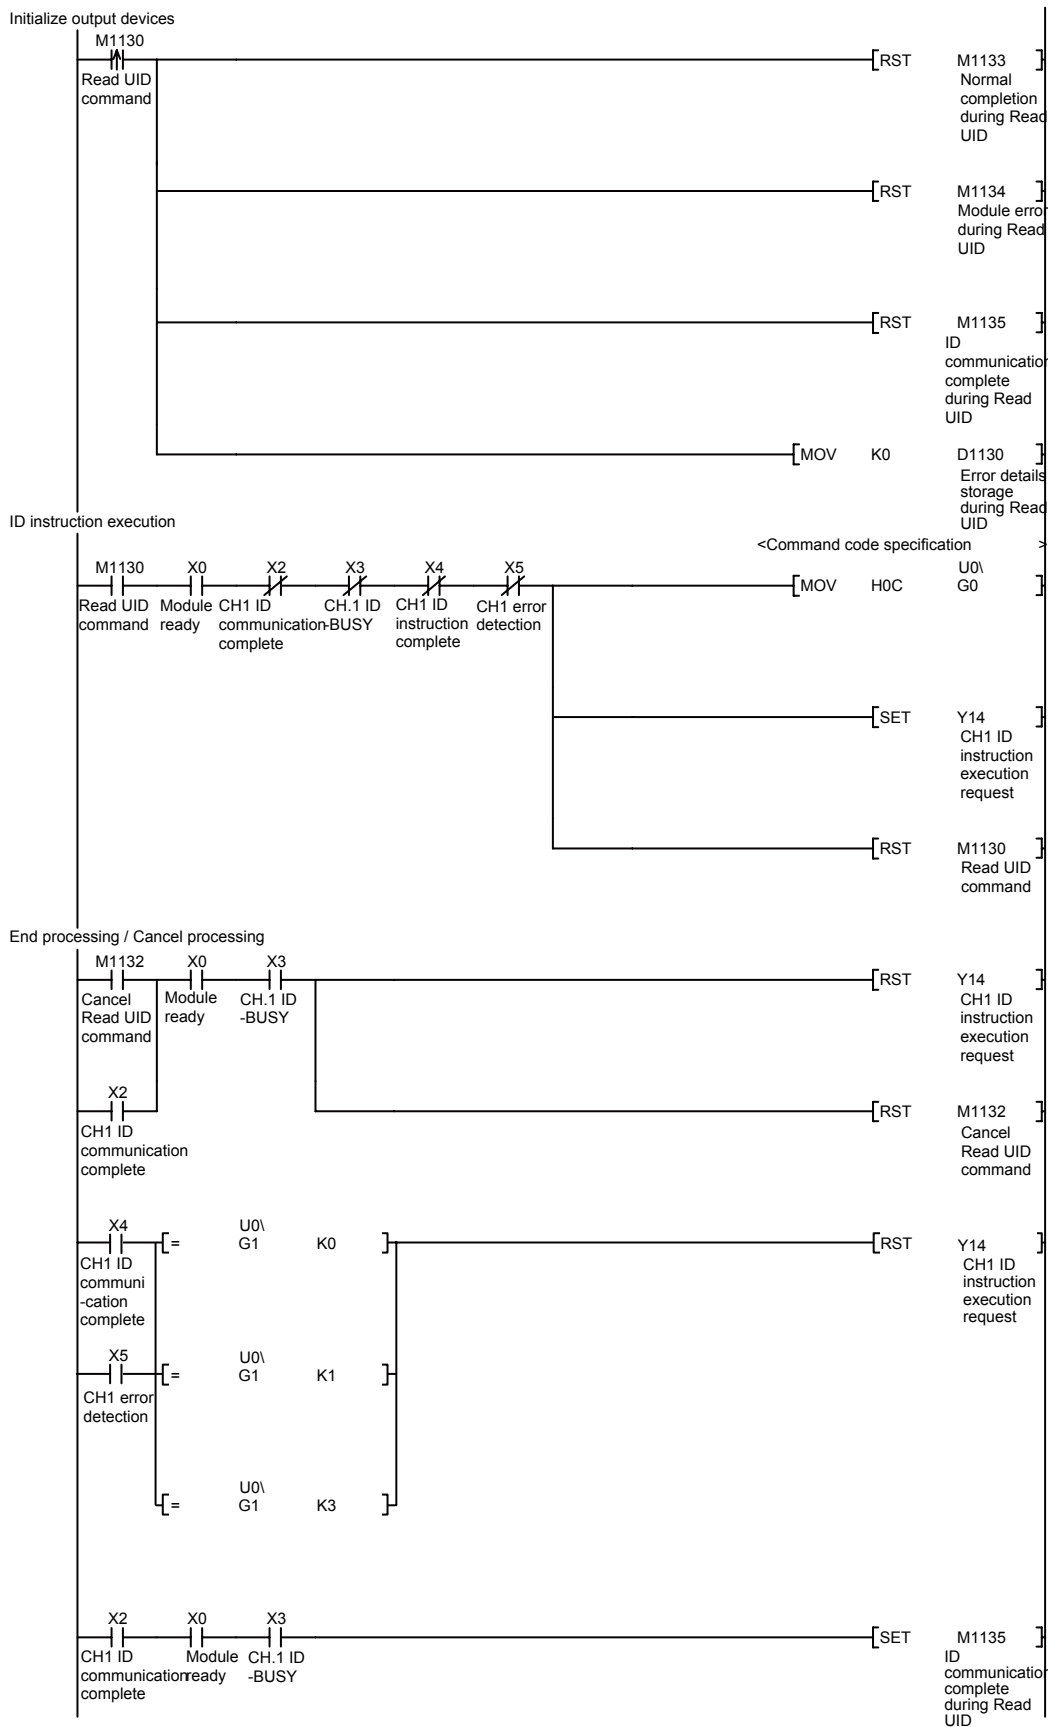 Initialize output devices
M1130
Read UID
command
RST M1133
Normal
completion
during Read
UID
RST M1134
Module error
during Read
UID
RST M1135
ID
communication
complete
during Read
UID
MOV K0 D1130
Error details
storage
during Read
UID
ID instruction execution
<Command code specification >
M1130 X0 X2 X3 X4 X5
Read UID
command
Module
ready
CH1 ID
communication
complete
CH.1 ID
-BUSY
CH1 ID
instruction
complete
CH1 error
detection
U0\
MOV H0C G0
SET Y14
CH1 ID
instruction
execution
request
RST M1130
Read UID
command
End processing / Cancel processing
M1132 X0 X3
Cancel
Read UID
command
Module
ready
CH.1 ID
-BUSY
RST Y14
CH1 ID
instruction
execution
request
X2
CH1 ID
communication
complete
RST M1132
Cancel
Read UID
command
X4
CH1 ID
communi
-cation
complete
U0\
= G1 K0
RST Y14
CH1 ID
instruction
execution
request
X5
CH1 error
detection
U0\
= G1 K1
U0\
= G1 K3
X2 X0 X3
CH1 ID
communication
complete
Module
ready
CH.1 ID
-BUSY
SET M1135
ID
communication
complete
during Read
UID